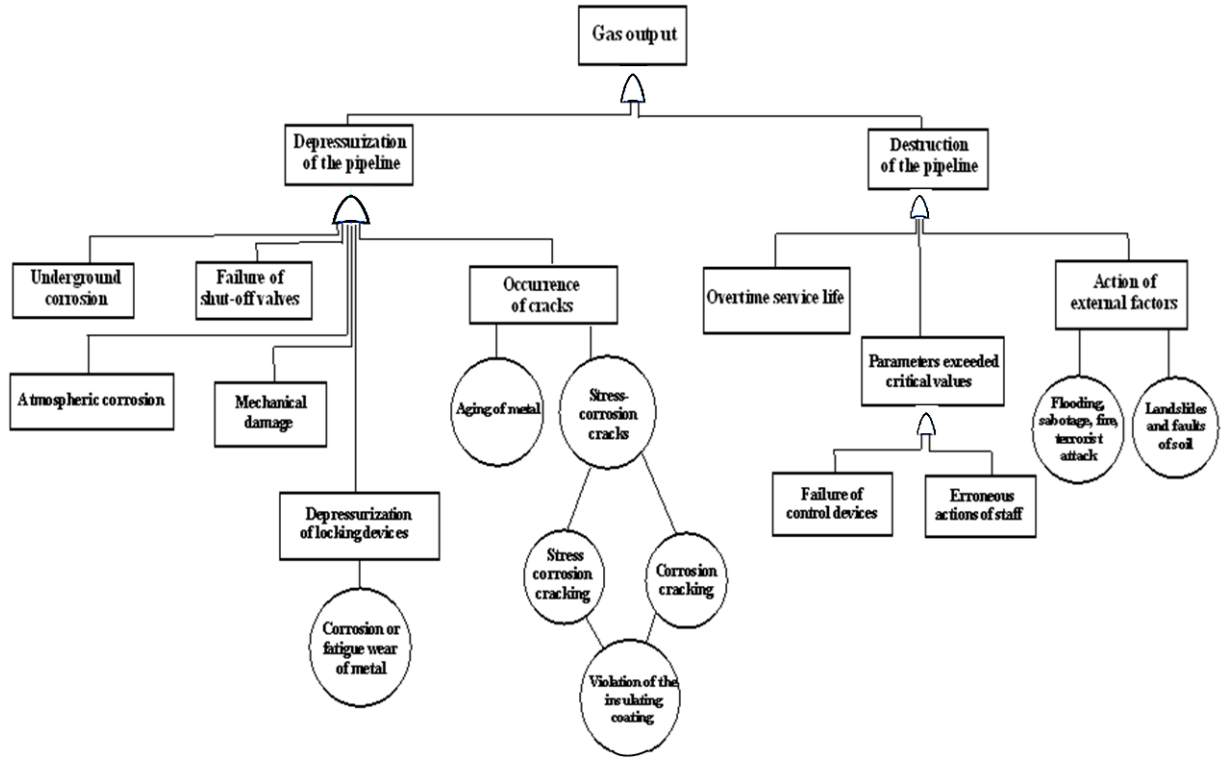 Gas output
Depressurization
of the pipeline
Destruction
of the pipeline
Underground
corrosion
Failure of
shut-off valves
Occurrence
of cracks
Overtime service life
Action of
external factors
Atmospheric corrosion
Mechanical
damage
Aging of metal
Stress-
corrosion
cracks
Parameters exceeded
critical values
Flooding,
sabotage, fire,
terrorist
attack
Landslides
and faults
of soil
Depressurization
of locking devices
Failure of
control devices
Erroneous
actions of staff
Stress
corrosion
cracking
Corrosion
cracking
Corrosion or
fatigue wear
of metal
Violation of the
insulating
coating